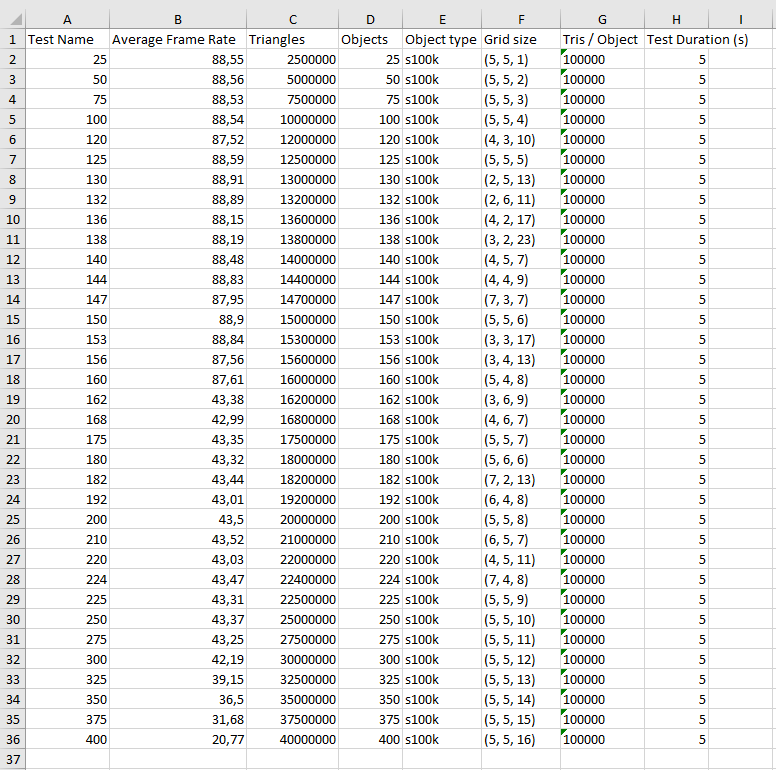 A B C D E F G H I
1 Test Name Average Frame Rate Triangles Objects Object type Grid size Tris / Object Test Duration (s)
2 25 88,55 2500000 25 s100k (5, 5, 1) 100000 5
3 50 88,56 5000000 50 s100k (5, 5, 2) 100000 5
4 75 88,53 7500000 75 s100k (5, 5, 3) 100000 5
5 100 88,54 10000000 100 s100k (5, 5, 4) 100000 5
6 120 87,52 12000000 120 s100k (4, 3, 10) 100000 5
7 125 88,59 12500000 125 s100k (5, 5, 5) 100000 5
8 130 88,91 13000000 130 s100k (2, 5, 13) 100000 5
9 132 88,89 13200000 132 s100k (2, 6, 11) 100000 5
10 136 88,15 13600000 136 s100k (4, 2, 17) 100000 5
11 138 88,19 13800000 138 s100k (3, 2, 23) 100000 5
12 140 88,48 14000000 140 s100k (4, 5, 7) 100000 5
13 144 88,83 14400000 144 s100k (4, 4, 9) 100000 5
14 147 87,95 14700000 147 s100k (7, 3, 7) 100000 5
15 150 88,9 15000000 150 s100k (5, 5, 6) 100000 5
16 153 88,84 15300000 153 s100k (3, 3, 17) 100000 5
17 156 87,56 15600000 156 s100k (3, 4, 13) 100000 5
18 160 87,61 16000000 160 s100k (5, 4, 8) 100000 5
19 162 43,38 16200000 162 s100k (3, 6, 9) 100000 5
20 168 42,99 16800000 168 s100k (4, 6, 7) 100000 5
21 175 43,35 17500000 175 s100k (5, 5, 7) 100000 5
22 180 43,32 18000000 180 s100k (5, 6, 6) 100000 5
23 182 43,44 18200000 182 s100k (7, 2, 13) 100000 5
24 192 43,01 19200000 192 s100k (6, 4, 8) 100000 5
25 200 43,5 20000000 200 s100k (5, 5, 8) 100000 5
26 210 43,52 21000000 210 s100k (6, 5, 7) 100000 5
27 220 43,03 22000000 220 s100k (4, 5, 11) 100000 5
28 224 43,47 22400000 224 s100k (7, 4, 8) 100000 5
29 225 43,31 22500000 225 s100k (5, 5, 9) 100000 5
30 250 43,37 25000000 250 s100k (5, 5, 10) 100000 5
31 275 43,25 27500000 275 s100k (5, 5, 11) 100000 5
32 300 42,19 30000000 300 s100k (5, 5, 12) 100000 5
33 325 39,15 32500000 325 s100k (5, 5, 13) 100000 5
34 350 36,5 35000000 350 s100k (5, 5, 14) 100000 5
35 375 31,68 37500000 375 s100k (5, 5, 15) 100000 5
36 400 20,77 40000000 400 s100k (5, 5, 16) 100000 5
37